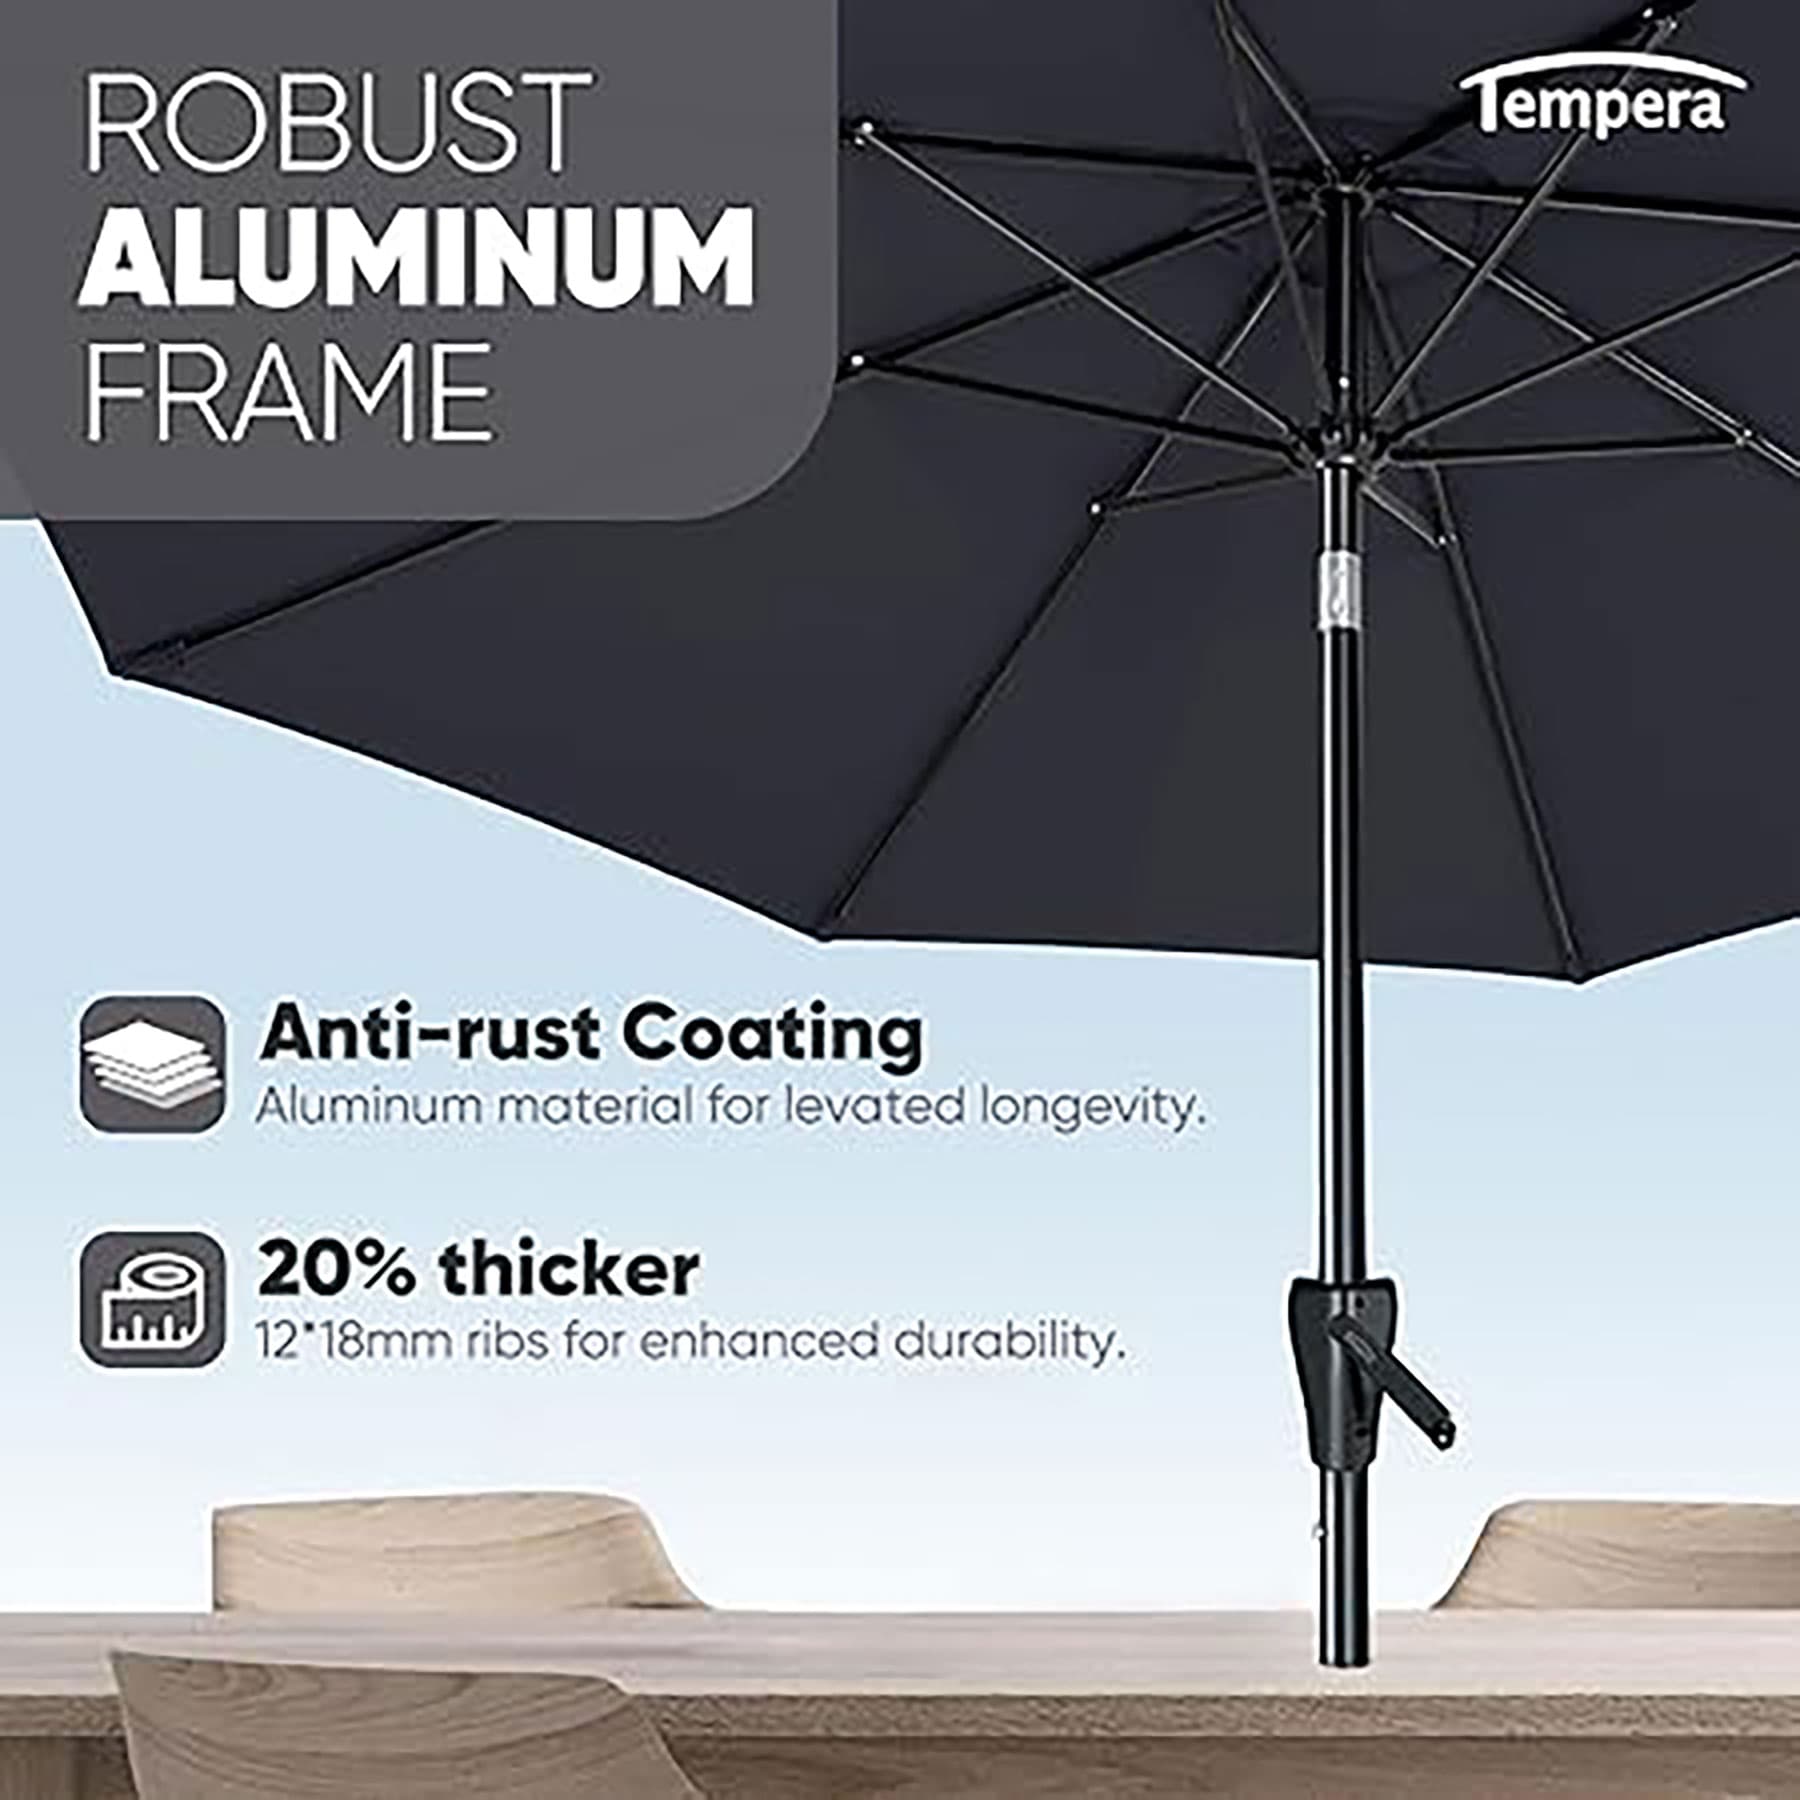 ROBUST
ALUMINUM
FRAME
Tempera
Anti-rust Coating
Aluminum material for levated longevity.
20% thicker
12*18mm ribs for enhanced durability.